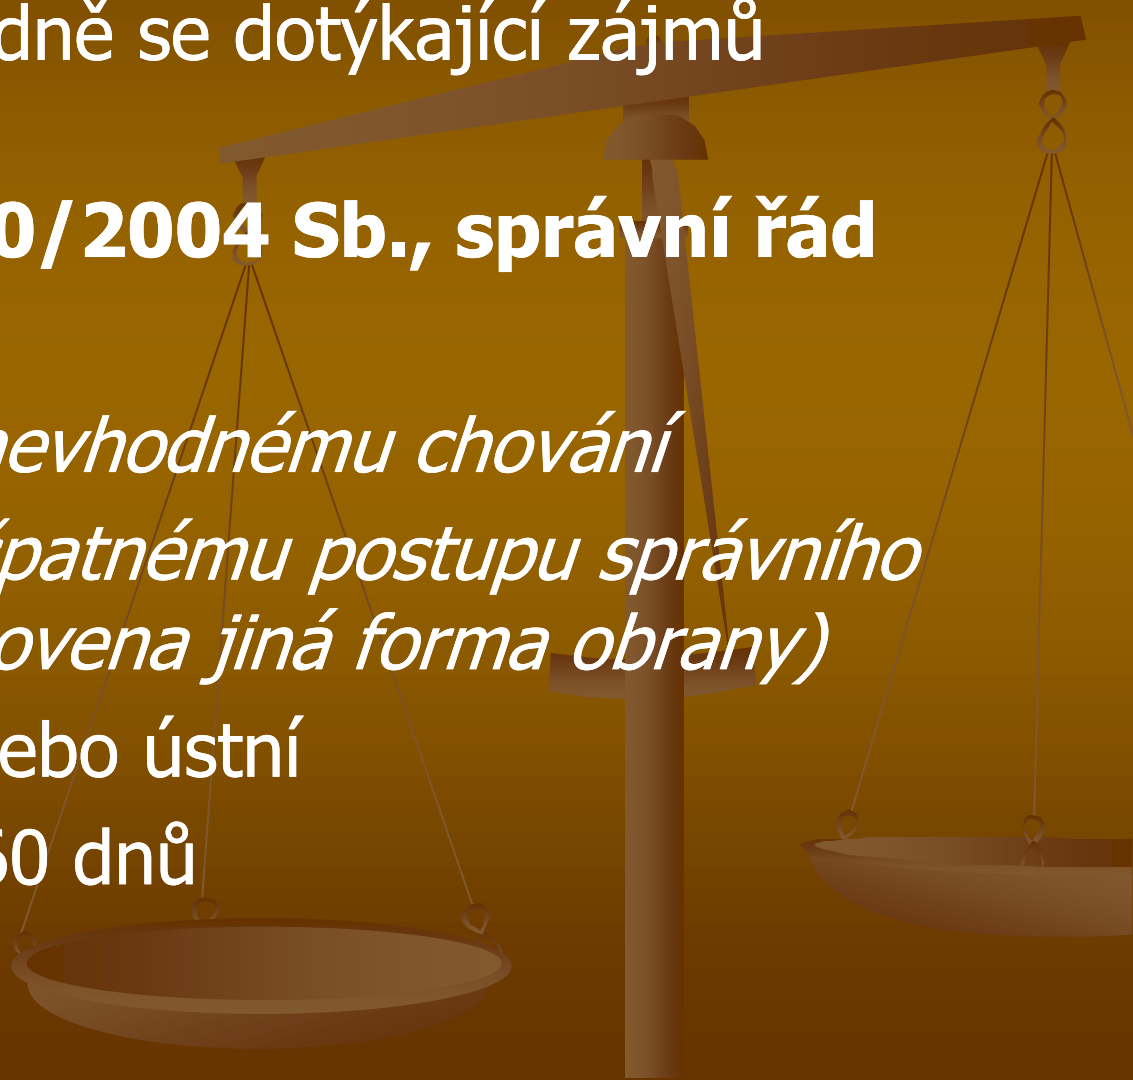 dně se dotýkající zájmů
0/2004 Sb., správní řád
nevhodnému chování
patnému postupu správního
ovena jiná forma obrany)
ebo ústní
60 dnů